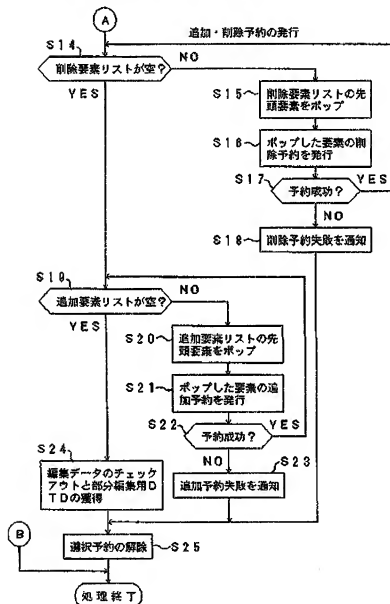 A
追加・削除予約の発行
S14
削除要素リストが空?
NO
YES
S15
削除要素リストの先
頭要素をポップ
S16
ポップした要素の削
除予約を発行
S17
予約成功?
YES
NO
S18
削除予約失敗を通知
S19
追加要素リストが空?
NO
YES
S20
追加要素リストの先
頭要素をポップ
S21
ポップした要素の追
加予約を発行
S22
予約成功?
YES
NO
S23
追加予約失敗を通知
S24
編集データのチェック
アウトと部分編集用D
TDの獲得
B
選択予約の解除
S25
処理終了